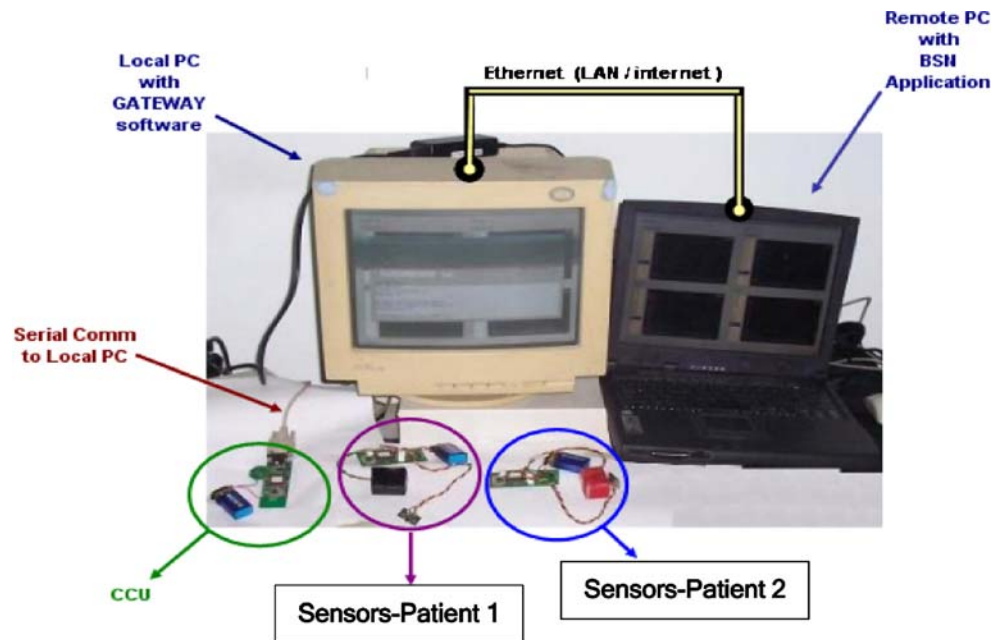 Remote PC
with
BSN
Application
Local PC
with
GATEWAY
software
Ethernet (LAN / internet )
Serial Comm
to Local PC
CCU
Sensors-Patient 1
Sensors-Patient 2